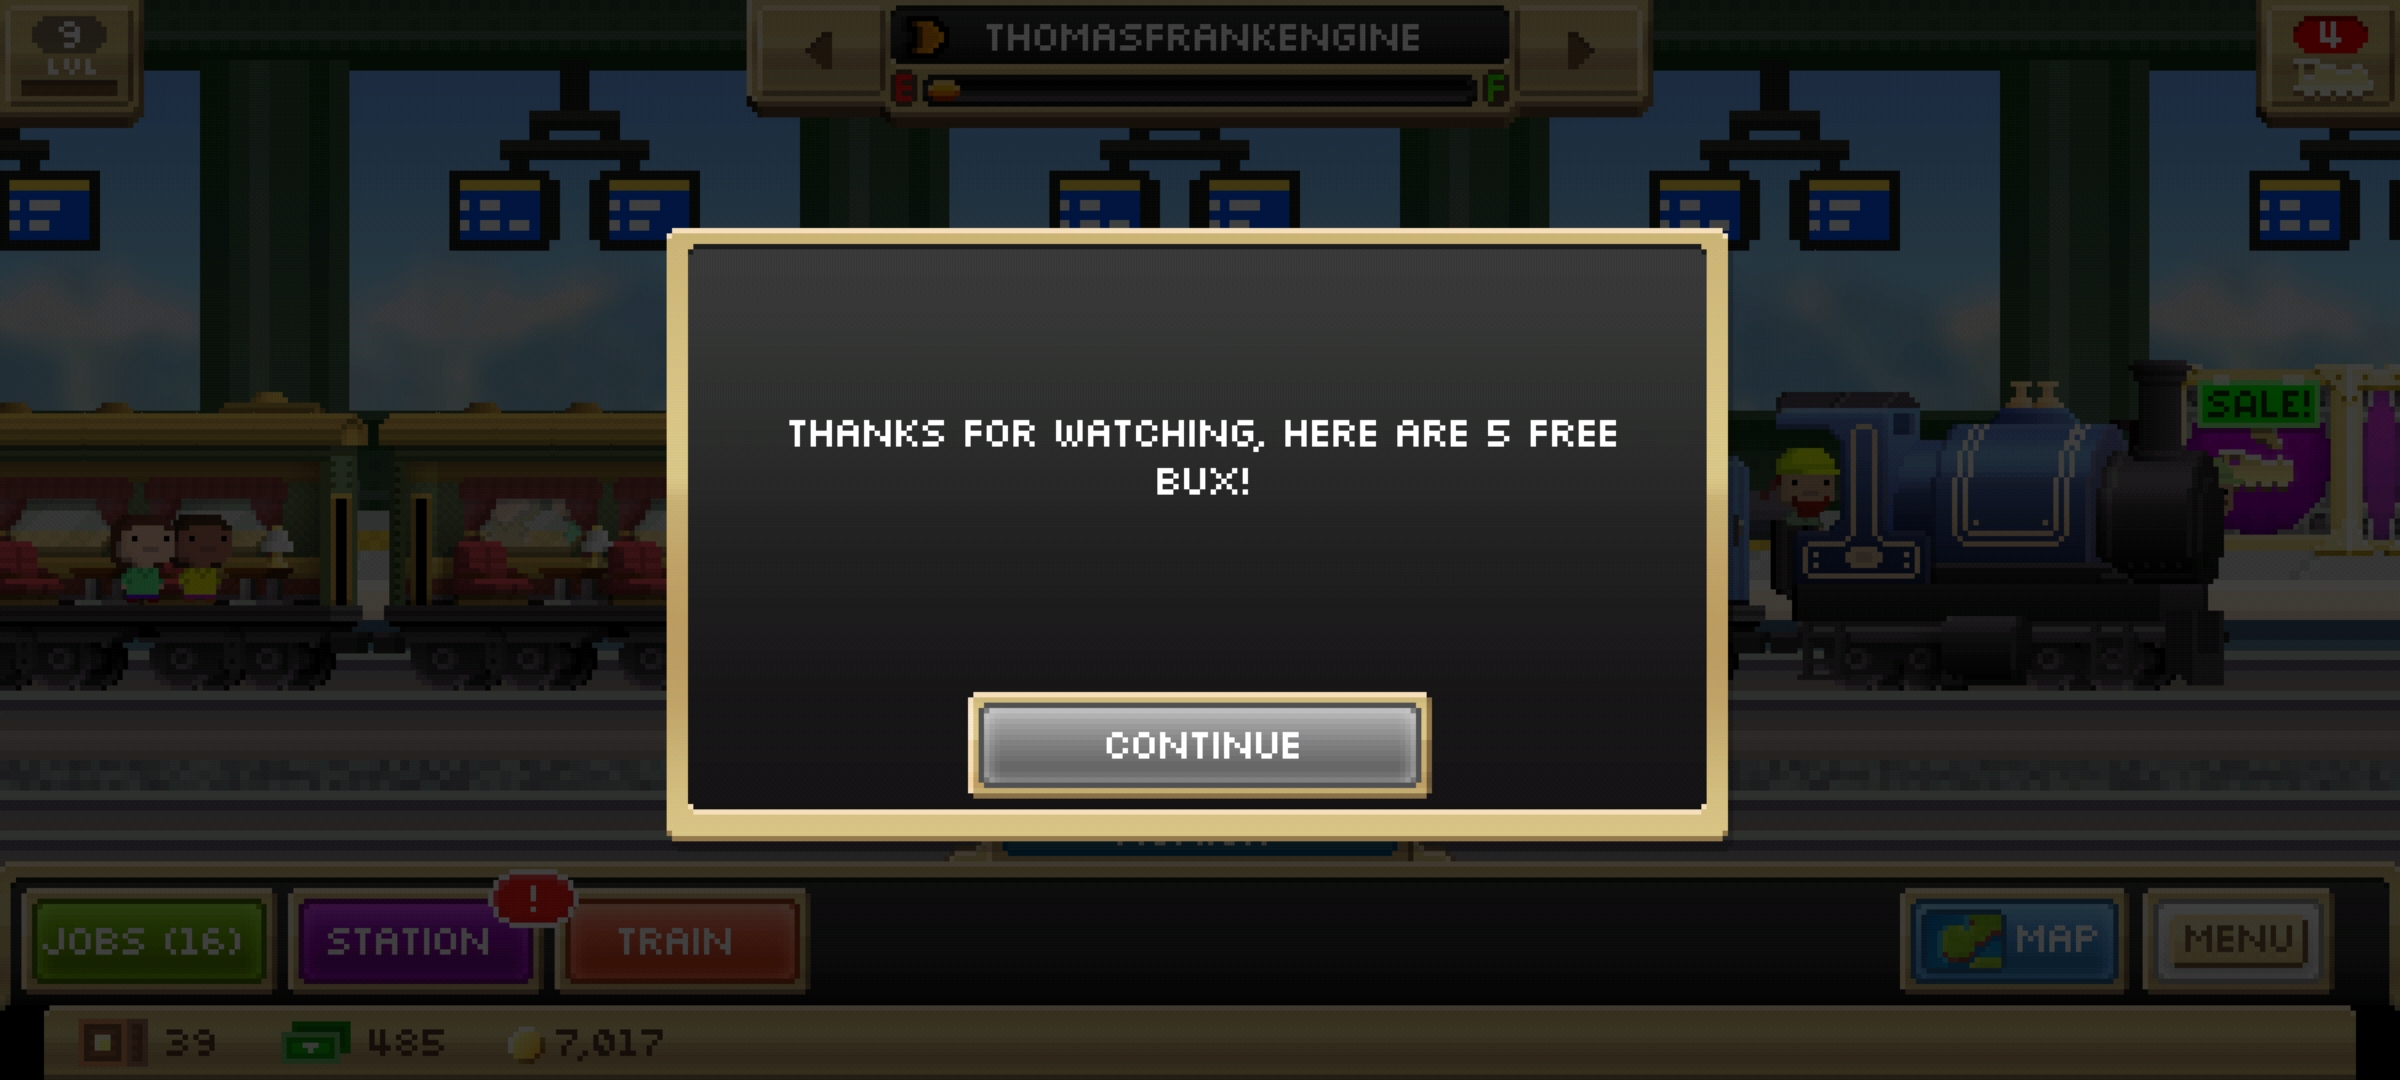 9
LVL
THOMASFRANKENGINE
E
F
4
SALE!
THANKS FOR WATCHING, HERE ARE 5 FREE
BUX!
CONTINUE
JOBS (16)
STATION
!
TRAIN
MAP
MENU
39
485
7,017